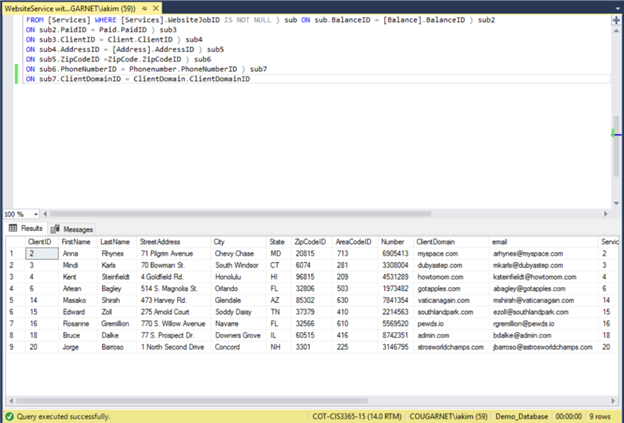 WebsiteService wit...GARNET\iakim (59))
FROM [Services] WHERE [Services].WebsiteJobID IS NOT NULL ) sub ON sub.BalanceID = [Balance].BalanceID ) sub2
ON sub2.PaidID = Paid.PaidID ) sub3
ON sub3.ClientID = Client.ClientID ) sub4
ON sub4.AddressID = [Address].AddressID ) sub5
ON sub5.ZipCodeID =ZipCode.ZipCodeID ) sub6
ON sub6.PhoneNumberID = Phonenumber.PhoneNumberID ) sub7
ON sub7.ClientDomainID = ClientDomain.ClientDomainID
100 %
Results Messages
ClientID FirstName LastName StreetAddress City State ZipCodeID AreaCodeID Number ClientDomain email Servic
1 2 Anna Rhynes 71 Pilgrim Avenue Chevy Chase MD 20815 713 6905413 myspace.com arhynes@myspace.com 2
2 3 Mindi Karls 70 Bowman St. South Windsor CT 6074 281 3308004 dubyastep.com mkarls@dubyastep.com 3
3 4 Kent Steinfieldt 4 Goldfield Rd. Honolulu HI 96815 209 4531289 howtomom.com kateinfieldt@howtomom.com 4
4 6 Arlean Bagley 514 S. Magnolia St. Orlando FL 32806 503 1973482 gotapples.com abagley@gotapples.com 6
5 14 Masako Shirah 473 Harvey Rd. Glendale AZ 85302 630 7841354 vaticanagain.com mshirah@vaticanagain.com 14
6 15 Edward Zoll 275 Amold Court Soddy Daisy TN 37379 410 2214563 southlandpark.com ezoll@southlandpark.com 15
7 16 Rosanne Gremillion 770 S. Willow Avenue Navarre FL 32566 610 5569520 pewds.io rgremillion@pewds.io 16
8 18 Bruce Dalke 77 S. Prospect Dr. Downers Grove IL 60515 416 8742351 admin.com bdalke@admin.com 18
9 20 Jorge Barroso 1 North Second Drive Concord NH 3301 225 3146795 strosworldchamps.com jbarroso@astrosworldchamps.com 20
Query executed successfully. COT-CIS3365-15 (14.0 RTM) COUGARNET\iakim (59) Demo_Database 00:00:00 9 rows